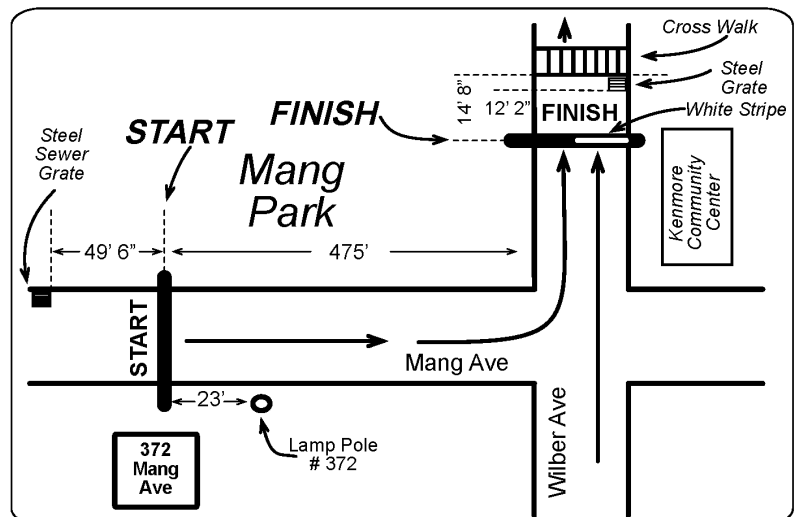 Cross Walk
Steel
Grate
White Stripe
14' 8"
12' 2"
FINISH
FINISH
START
Steel
Sewer
Grate
Mang
Park
Kenmore
Community
Center
49' 6"
475'
START
Mang Ave
23'
Lamp Pole
# 372
372
Mang
Ave
Wilber Ave